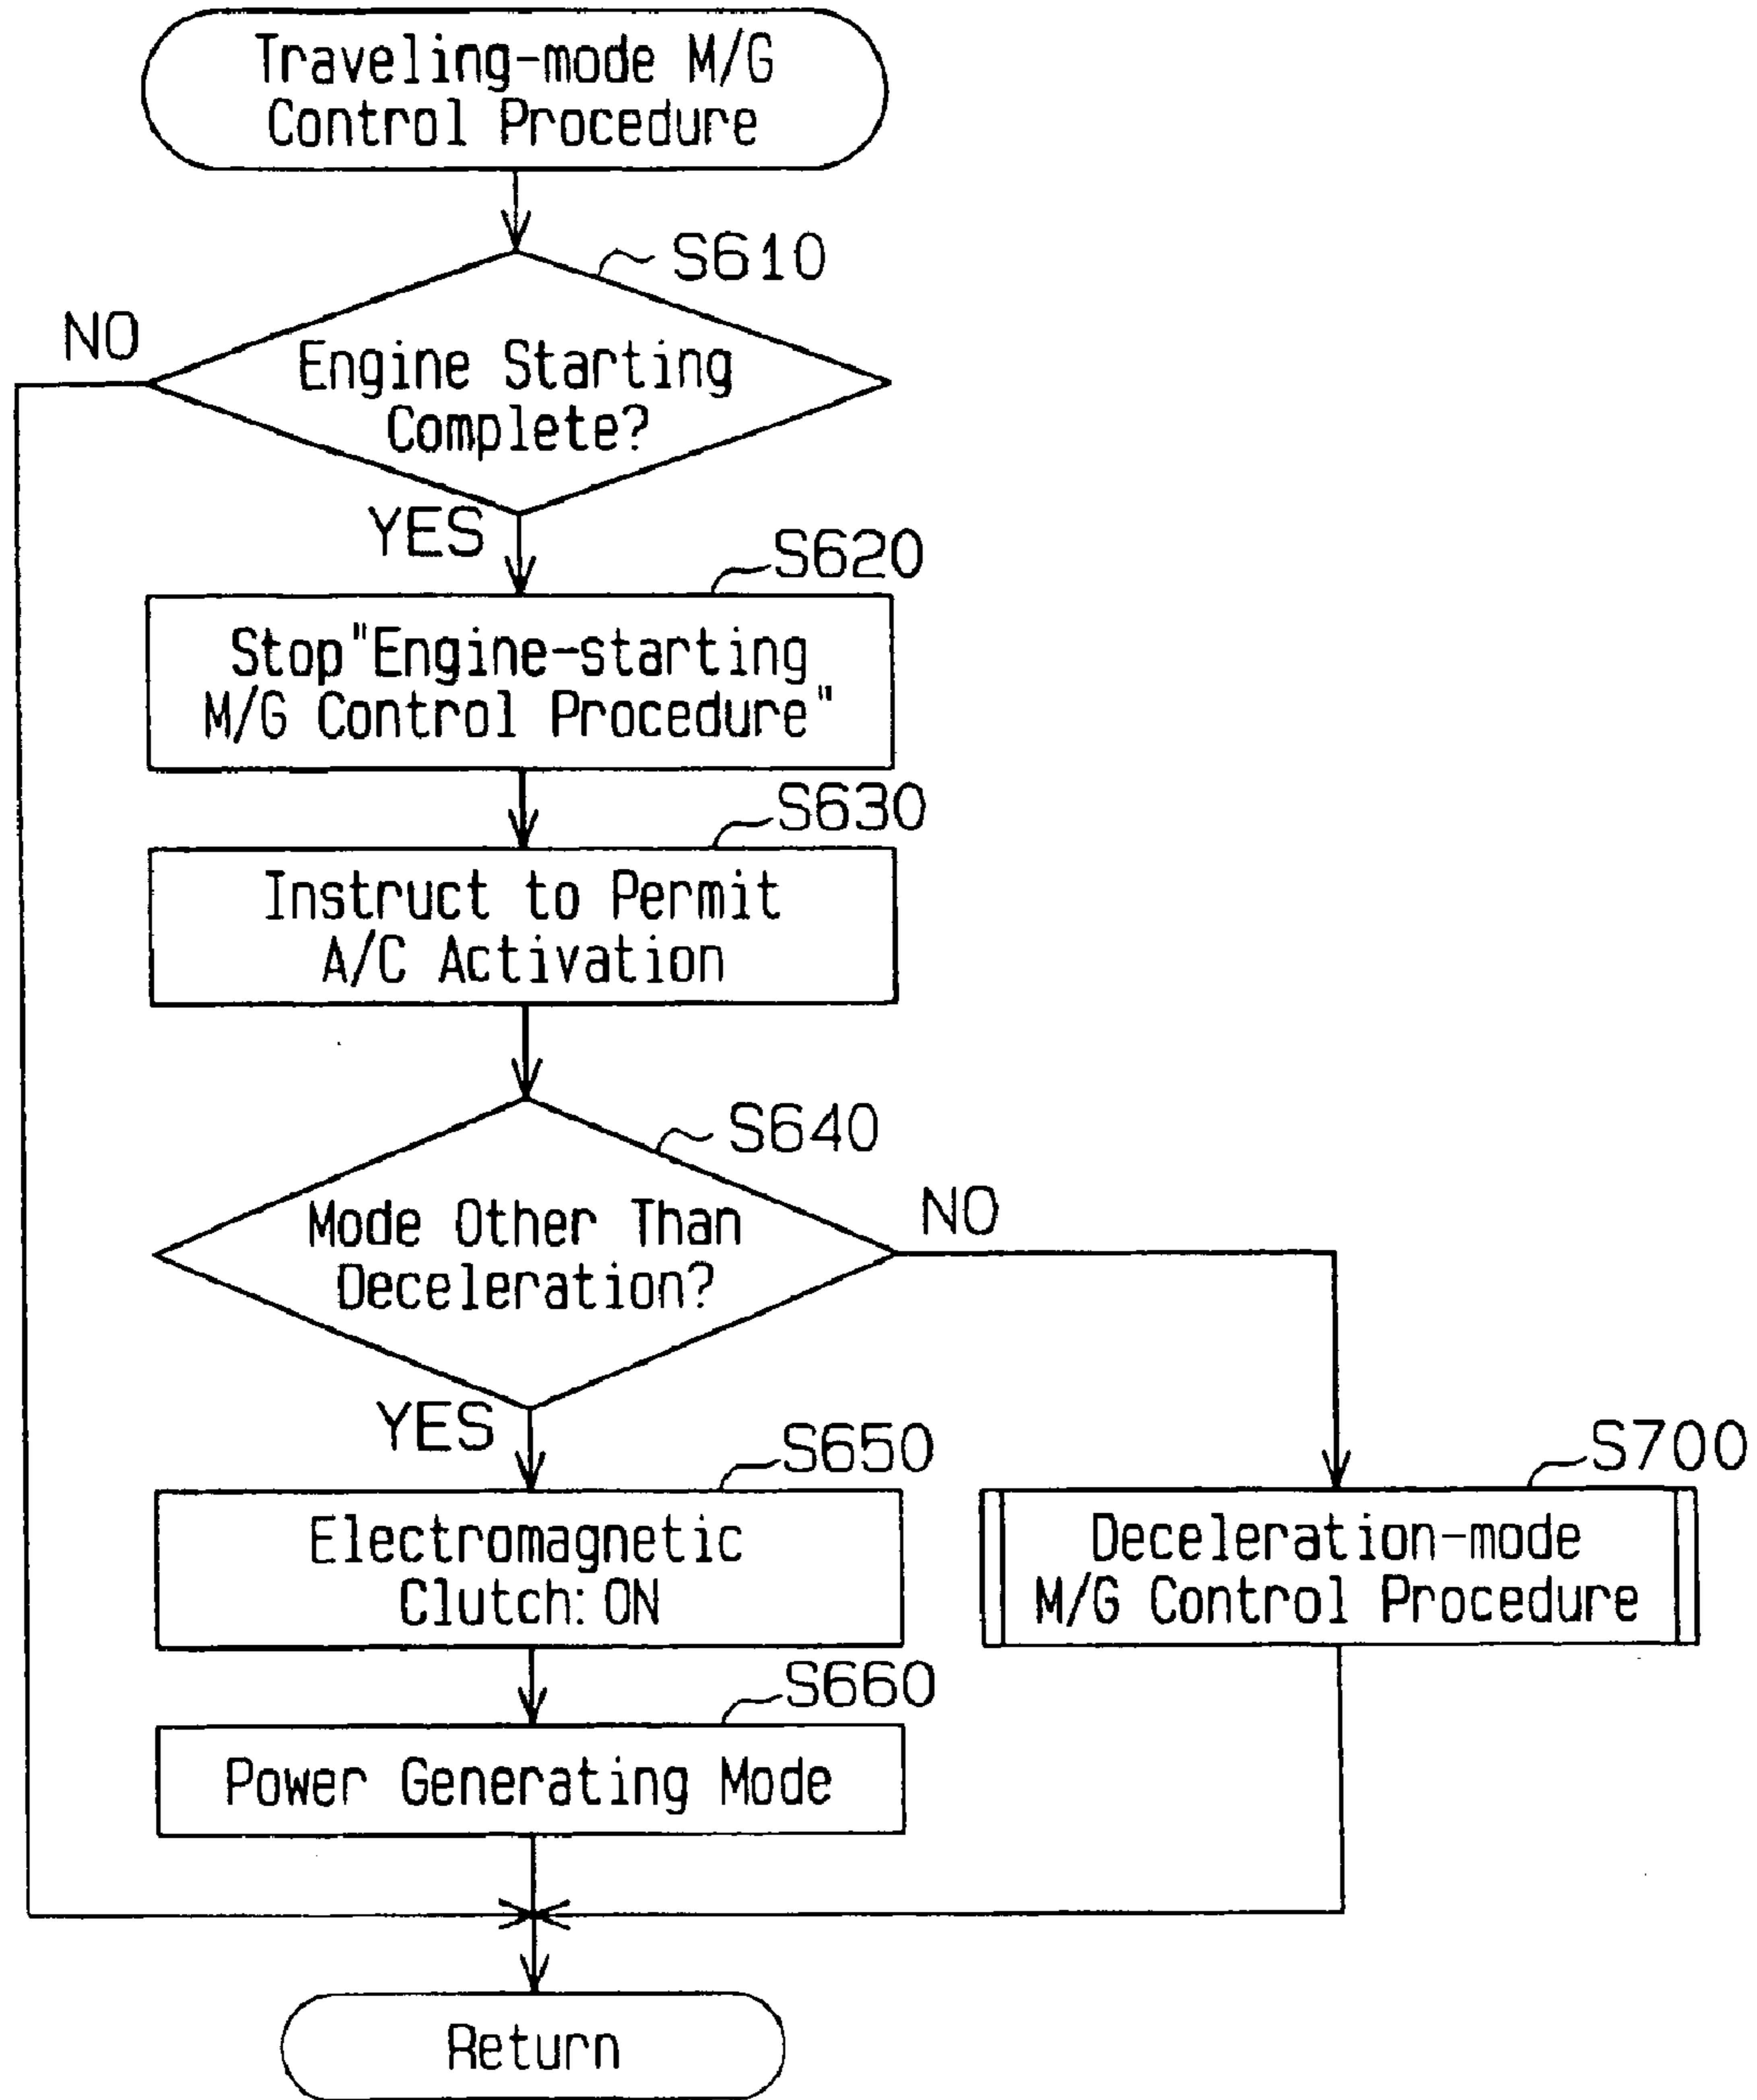 Traveling-mode M/G
Control Procedure
S610
NO
Engine Starting
Complete?
YES
S620
Stop"Engine-starting
M/G Control Procedure"
S630
Instruct to Permit
A/C Activation
S640
Mode Other Than
Deceleration?
NO
YES
S650
Electromagnetic
Clutch:ON
S700
Deceleration-mode
M/G Control Procedure
S660
Power Generating Mode
Return